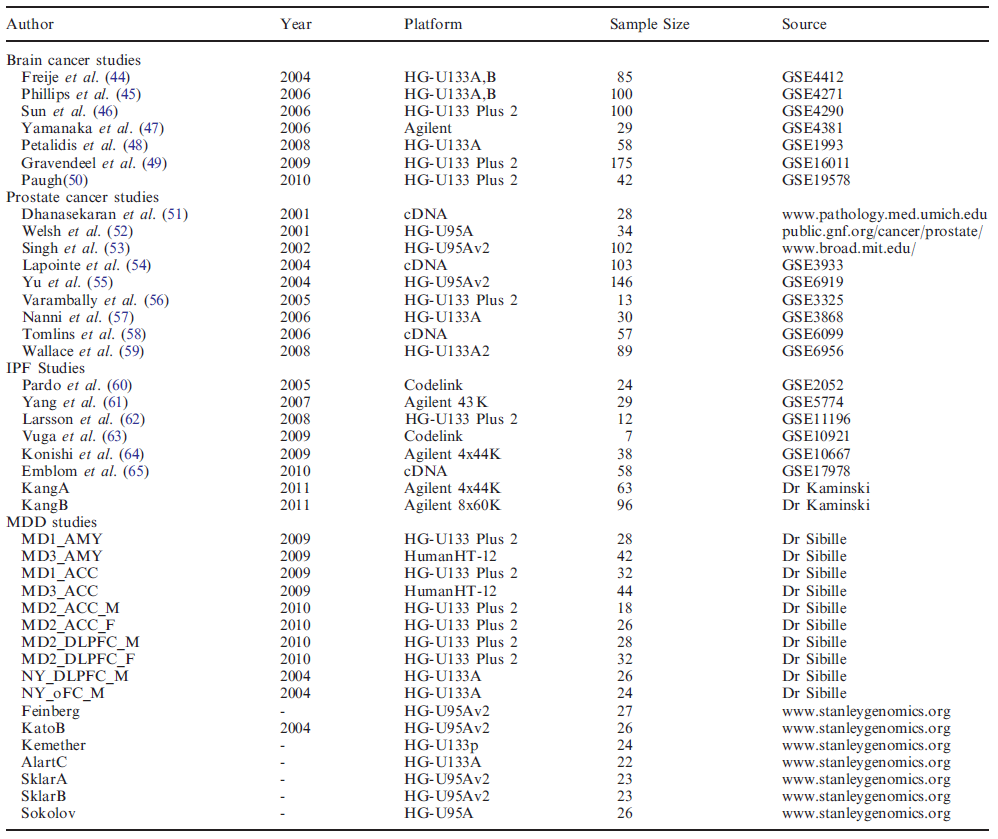 Author Year Platform Sample Size Source
Brain cancer studies
Freije et al. (44) 2004 HG-U133A,B 85 GSE4412
Phillips et al. (45) 2006 HG-U133A,B 100 GSE4271
Sun et al. (46) 2006 HG-U133 Plus 2 100 GSE4290
Yamanaka et al. (47) 2006 Agilent 29 GSE4381
Petalidis et al. (48) 2008 HG-U133A 58 GSE1993
Gravendeel et al. (49) 2009 HG-U133 Plus 2 175 GSE16011
Paugh(50) 2010 HG-U133 Plus 2 42 GSE19578
Prostate cancer studies
Dhanasekaran et al. (51) 2001 cDNA 28 www.pathology.med.umich.edu
Welsh et al. (52) 2001 HG-U95A 34 public.gnf.org/cancer/prostate/
Singh et al. (53) 2002 HG-U95Av2 102 www.broad.mit.edu/
Lapointe et al. (54) 2004 cDNA 103 GSE3933
Yu et al. (55) 2004 HG-U95Av2 146 GSE6919
Varambally et al. (56) 2005 HG-U133 Plus 2 13 GSE3325
Nanni et al. (57) 2006 HG-U133A 30 GSE3868
Tomlins et al. (58) 2006 cDNA 57 GSE6099
Wallace et al. (59) 2008 HG-U133A2 89 GSE6956
IPF Studies
Pardo et al. (60) 2005 Codelink 24 GSE2052
Yang et al. (61) 2007 Agilent 43 K 29 GSE5774
Larsson et al. (62) 2008 HG-U133 Plus 2 12 GSE11196
Vuga et al. (63) 2009 Codelink 7 GSE10921
Konishi et al. (64) 2009 Agilent 4x44K 38 GSE10667
Emblom et al. (65) 2010 cDNA 58 GSE17978
KangA 2011 Agilent 4x44K 63 Dr Kaminski
KangB 2011 Agilent 8x60K 96 Dr Kaminski
MDD studies
MD1_AMY 2009 HG-U133 Plus 2 28 Dr Sibille
MD3_AMY 2009 HumanHT-12 42 Dr Sibille
MD1_ACC 2009 HG-U133 Plus 2 32 Dr Sibille
MD3_ACC 2009 HumanHT-12 44 Dr Sibille
MD2_ACC_M 2010 HG-U133 Plus 2 18 Dr Sibille
MD2_ACC_F 2010 HG-U133 Plus 2 26 Dr Sibille
MD2_DLPFC_M 2010 HG-U133 Plus 2 28 Dr Sibille
MD2_DLPFC_F 2010 HG-U133 Plus 2 32 Dr Sibille
NY_DLPFC_M 2004 HG-U133A 26 Dr Sibille
NY_oFC_M 2004 HG-U133A 24 Dr Sibille
Feinberg - HG-U95Av2 27 www.stanleygenomics.org
KatoB 2004 HG-U95Av2 26 www.stanleygenomics.org
Kemether - HG-U133p 24 www.stanleygenomics.org
AlartC - HG-U133A 22 www.stanleygenomics.org
SklarA - HG-U95Av2 23 www.stanleygenomics.org
SklarB - HG-U95Av2 23 www.stanleygenomics.org
Sokolov - HG-U95A 26 www.stanleygenomics.org